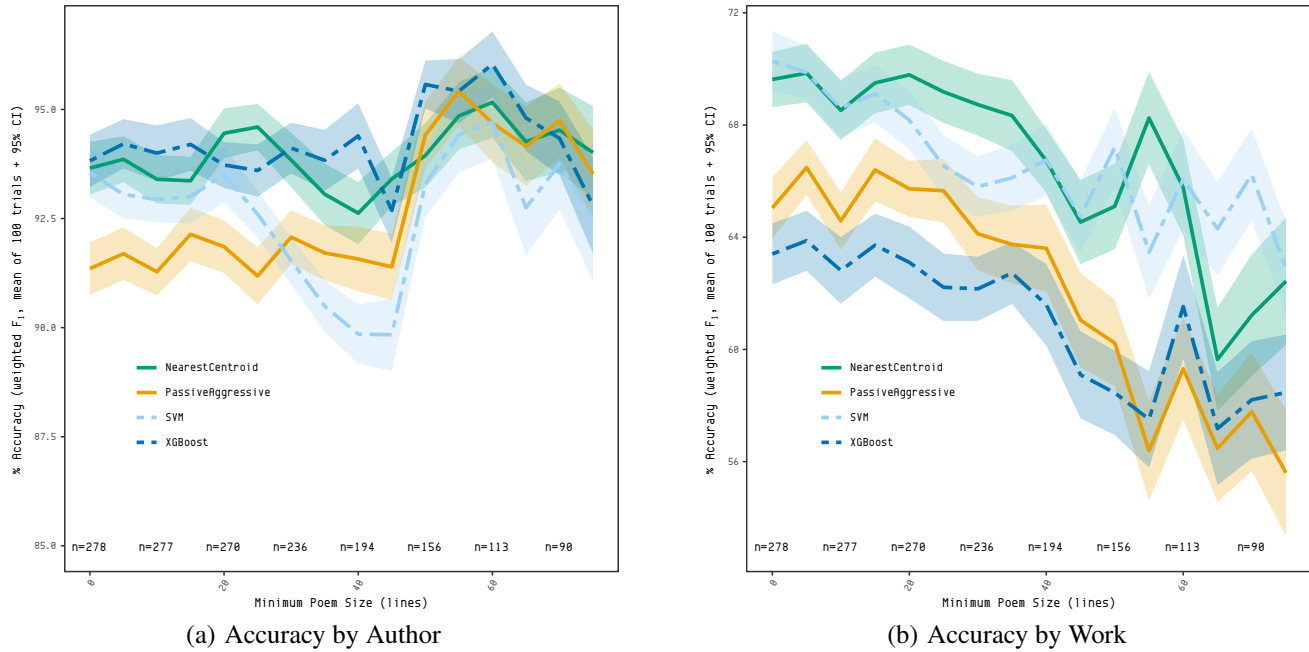 % Accuracy (weighted F₁, mean of 100 trials + 95% CI)
95.0
92.5
90.0
87.5
85.0
NearestCentroid
PassiveAggressive
SVM
XGBoost
n=278 n=277 n=270 n=236 n=194 n=156 n=113 n=90
0 20 40 60
Minimum Poem Size (lines)
(a) Accuracy by Author
% Accuracy (weighted F₁, mean of 100 trials + 95% CI)
72
68
64
60
56
NearestCentroid
PassiveAggressive
SVM
XGBoost
n=278 n=277 n=270 n=236 n=194 n=156 n=113 n=90
0 20 40 60
Minimum Poem Size (lines)
(b) Accuracy by Work